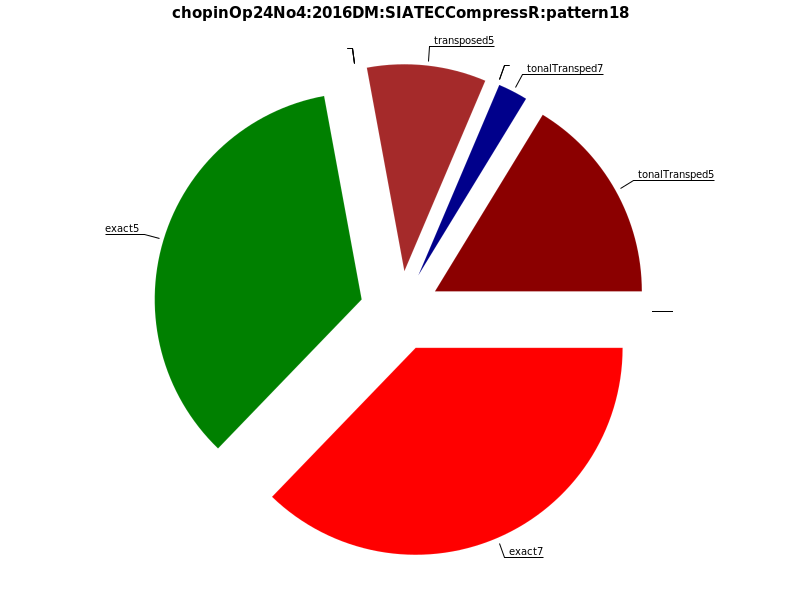 chopinOp24No4:2016DM:SIATECCompressR:pattern18
transposed5
tonalTransped7
tonalTransped5
exact5
exact7